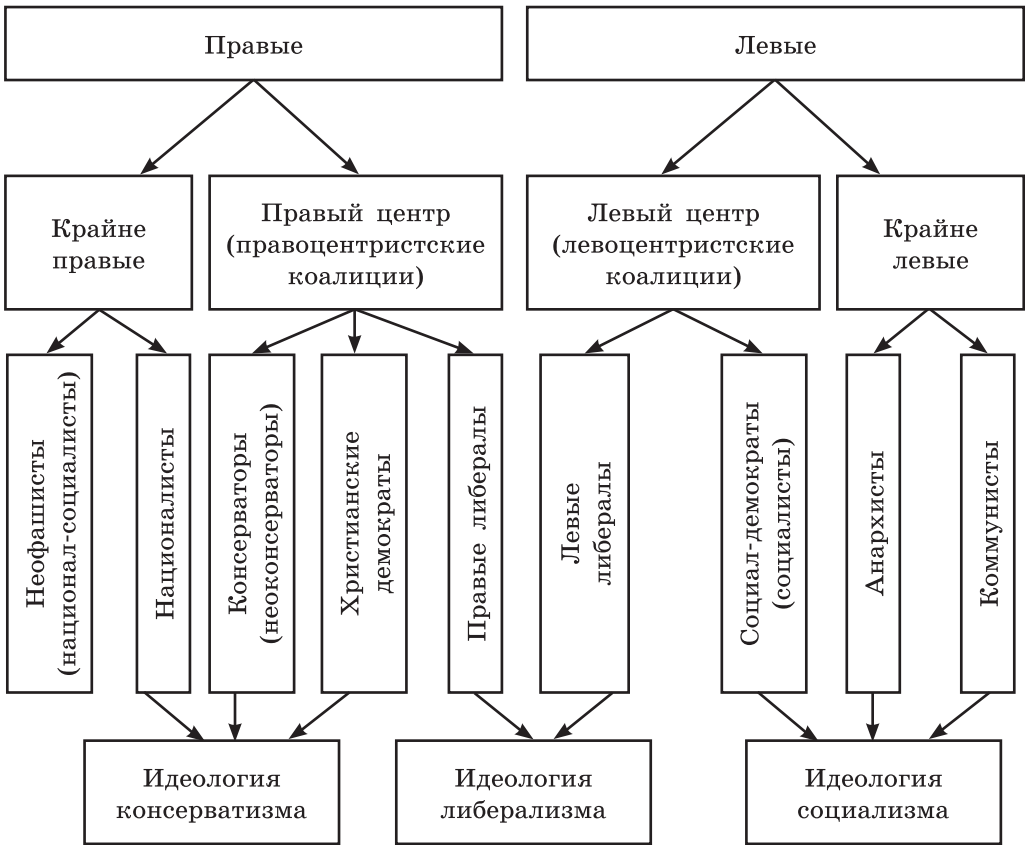 Правые
Левые
Крайне
правые
Правый центр
(правоцентристские
коалиции)
Левый центр
(левоцентристские
коалиции)
Крайне
левые
Неофашисты
(национал-социалисты)
Националисты
Консерваторы
(неоконсерваторы)
Христианские
демократы
Правые либералы
Левые
либералы
Социал-демократы
(социалисты)
Анархисты
Коммунисты
Идеология
консерватизма
Идеология
либерализма
Идеология
социализма